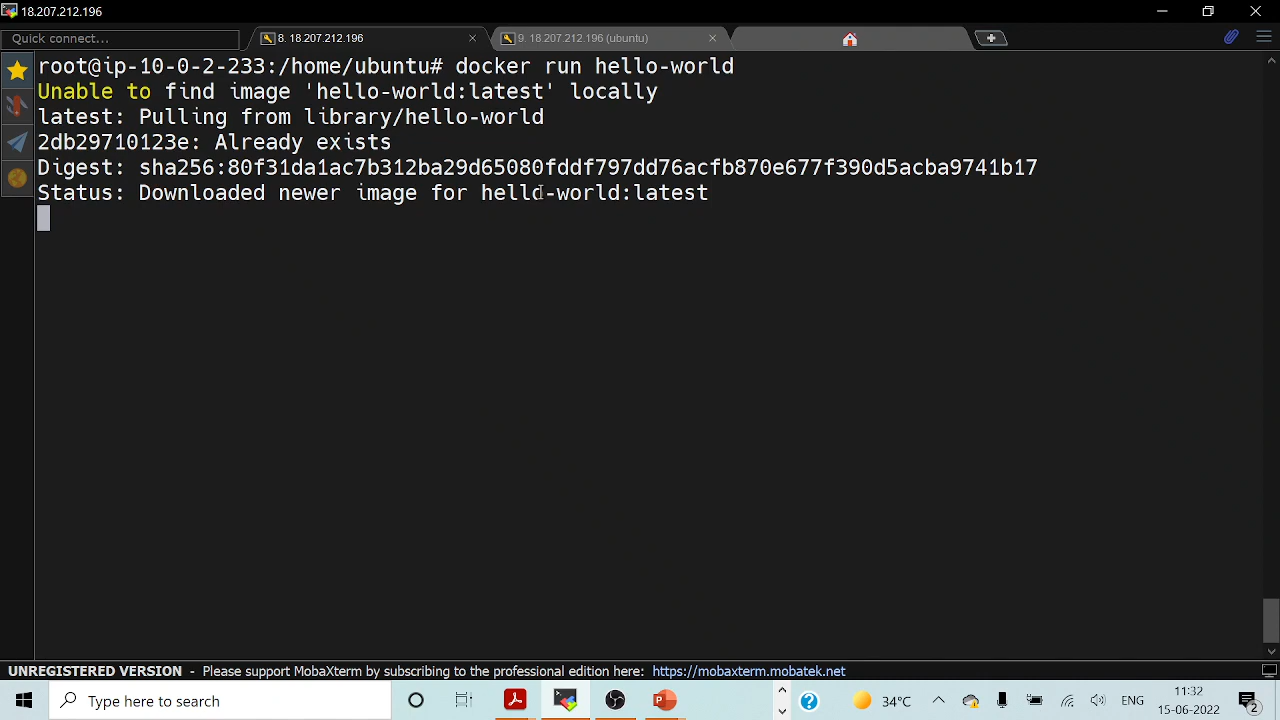 18.207.212.196
Quick connect...
8. 18.207.212.196
9. 18.207.212.196 (ubuntu)
root@ip-10-0-2-233:/home/ubuntu# docker run hello-world
Unable to find image 'hello-world:latest' locally
latest: Pulling from library/hello-world
2db29710123e: Already exists
Digest: sha256:80f31da1ac7b312ba29d65080fddf797dd76acfb870e677f390d5acba9741b17
Status: Downloaded newer image for hello-world:latest
UNREGISTERED VERSION - Please support MobaXterm by subscribing to the professional edition here: https://mobaxterm.mobatek.net
Type here to search
34°C
ENG
11:32
15-06-2022
2